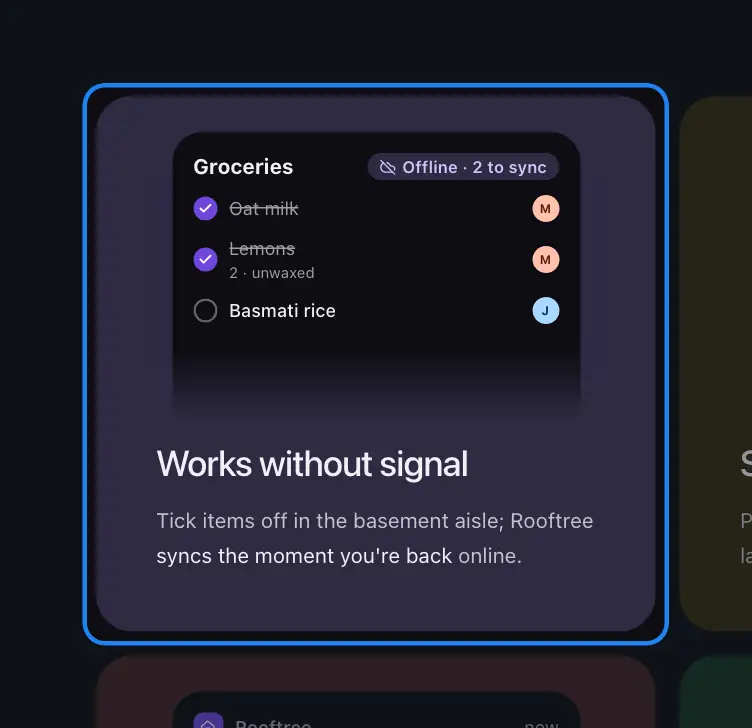 Groceries
Offline · 2 to sync
Oat milk
M
Lemons
2 · unwaxed
M
Basmati rice
J
Works without signal
Tick items off in the basement aisle; Rooftree
syncs the moment you're back online.
S
P
la
Rooftree
now